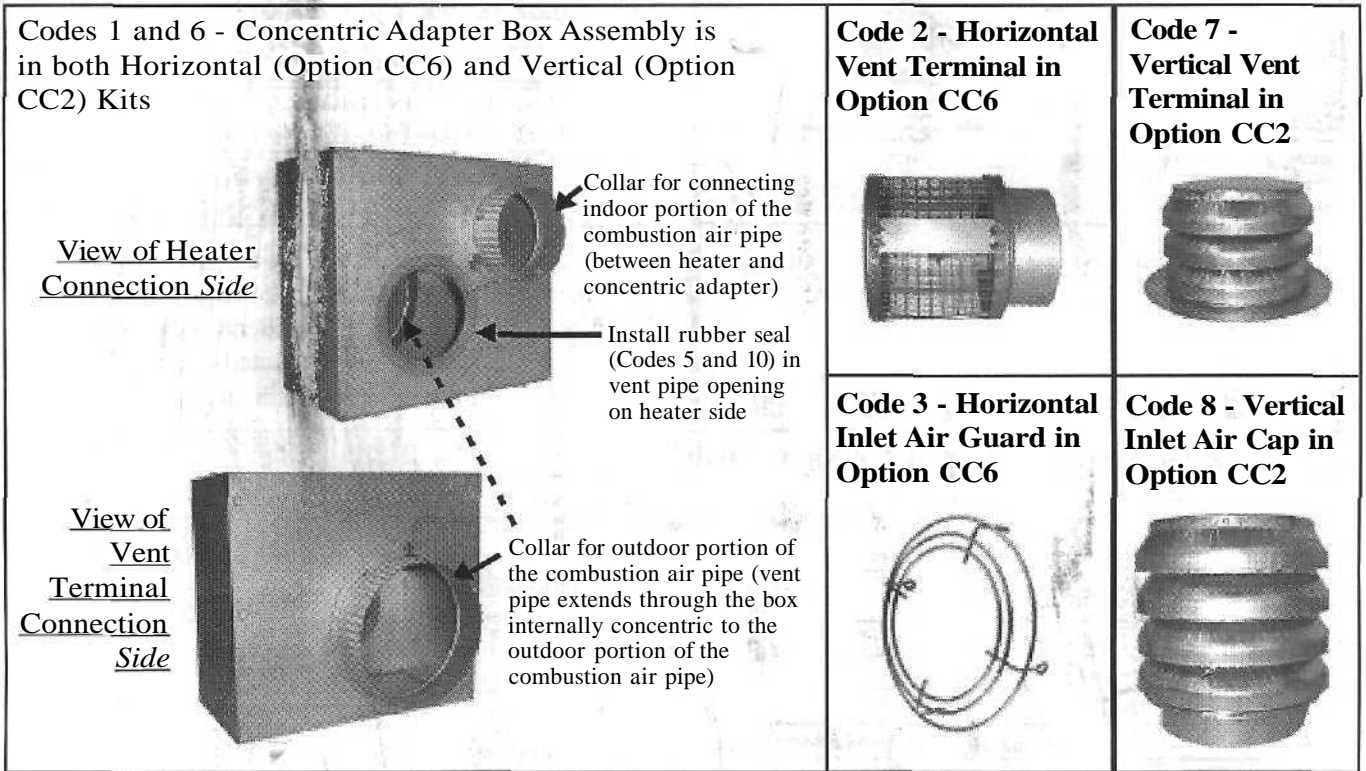 Codes 1 and 6 - Concentric Adapter Box Assembly is
in both Horizontal (Option CC6) and Vertical (Option
CC2) Kits
View of Heater
Connection Side
Collar for connecting
indoor portion of the
combustion air pipe
(between heater and
concentric adapter)
Install rubber seal
(Codes 5 and 10) in
vent pipe opening
on heater side
View of
Vent
Terminal
Connection
Side
Collar for outdoor portion of
the combustion air pipe (vent
pipe extends through the box
internally concentric to the
outdoor portion of the
combustion air pipe)
Code 2 - Horizontal
Vent Terminal in
Option CC6
Code 7 -
Vertical Vent
Terminal in
Option CC2
Code 3 - Horizontal
Inlet Air Guard in
Option CC6
Code 8 - Vertical
Inlet Air Cap in
Option CC2